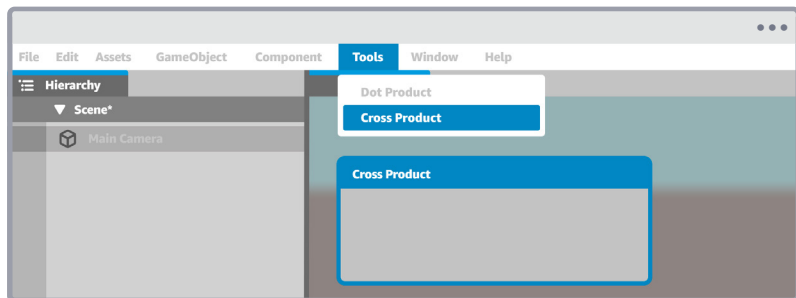 File Edit Assets GameObject Component Tools Window Help
Hierarchy
Dot Product
Scene*
Cross Product
Main Camera
Cross Product